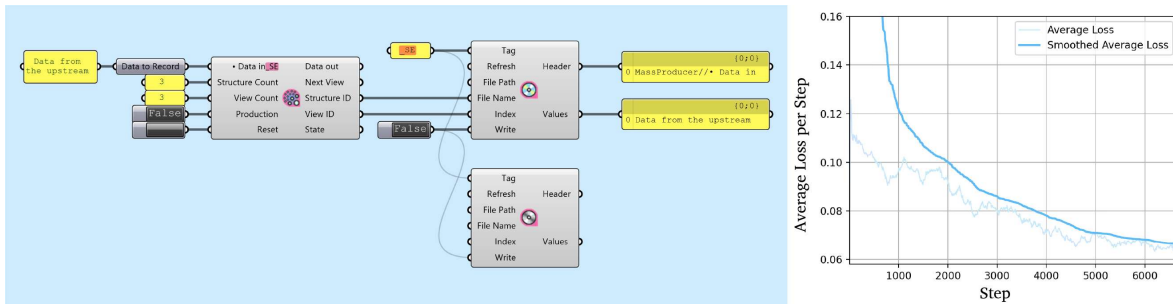 Data from
the upstream
Data to Record
3
3
False
• Data in_SE
Structure Count
View Count
Production
Reset
Data out
Next View
Structure ID
View ID
State
_SE
False
Tag
Refresh
File Path
File Name
Index
Write
Header
Values
Tag
Refresh
File Path
File Name
Index
Write
Header
Values
{0;0}
0 MassProducer//• Data in
{0;0}
0 Data from the upstream
0.16
0.14
0.12
0.10
0.08
0.06
Average Loss per Step
Average Loss
Smoothed Average Loss
1000 2000 3000 4000 5000 6000
Step